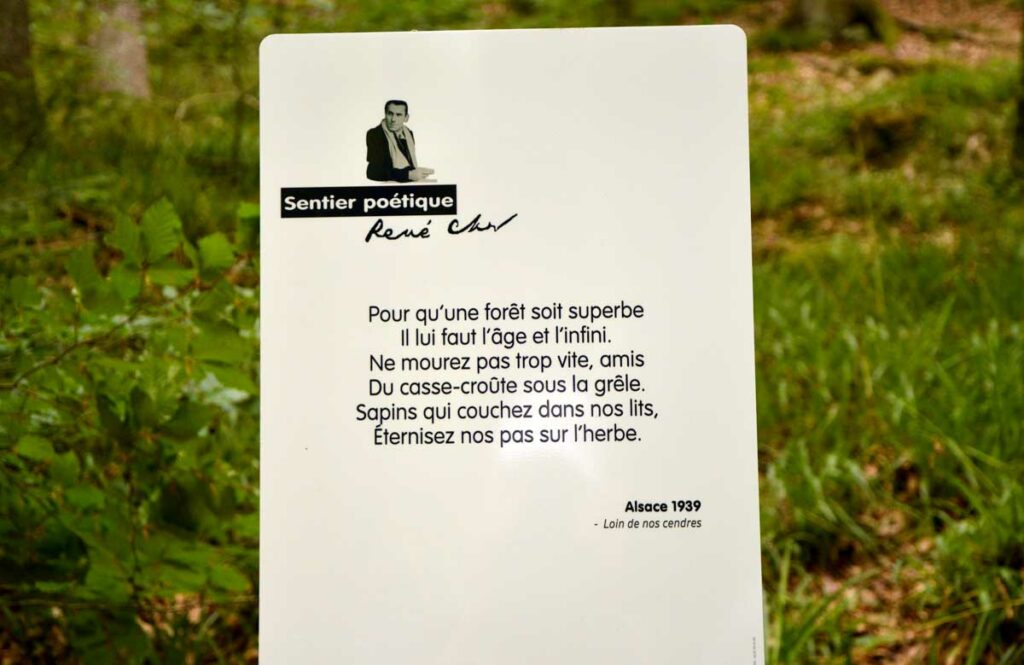 Sentier poétique
René Char
Pour qu'une forêt soit superbe
Il lui faut l'âge et l'infini.
Ne mourez pas trop vite, amis
Du casse-croûte sous la grêle.
Sapins qui couchez dans nos lits,
Éternisez nos pas sur l'herbe.
Alsace 1939
- Loin de nos cendres